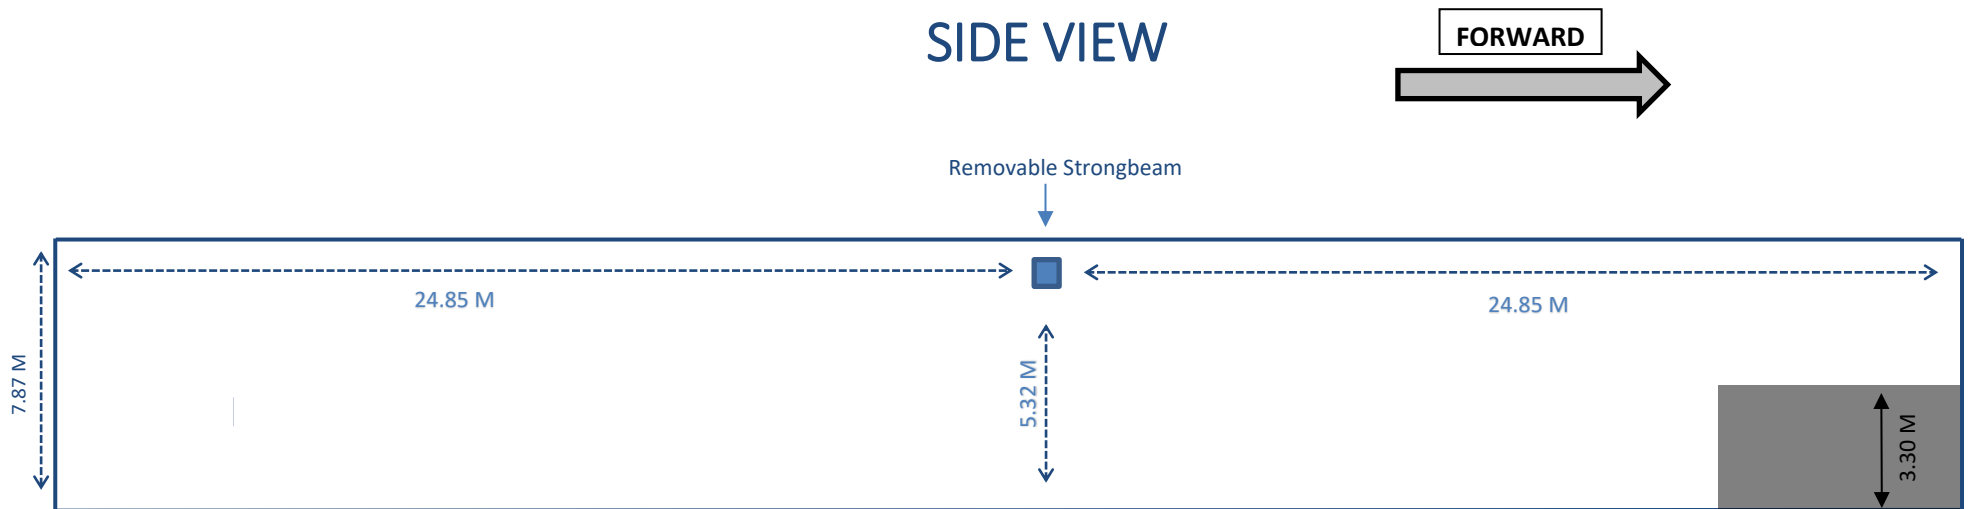 SIDE VIEW
FORWARD
Removable Strongbeam
24.85 M
24.85 M
7.87 M
5.32 M
3.30 M